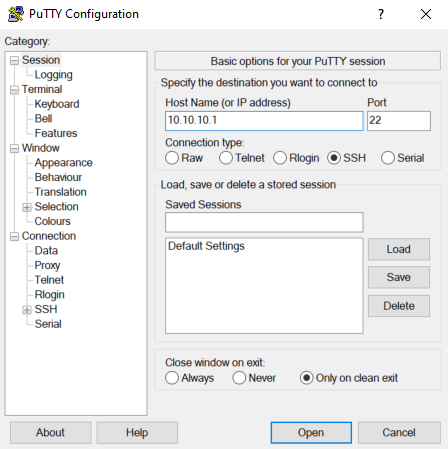 PuTTY Configuration
Category:
Session
Logging
Terminal
Keyboard
Bell
Features
Window
Appearance
Behaviour
Translation
Selection
Colours
Connection
Data
Proxy
Telnet
Rlogin
SSH
Serial
Basic options for your PuTTY session
Specify the destination you want to connect to
Host Name (or IP address) Port
10.10.10.1 22
Connection type:
Raw Telnet Rlogin SSH Serial
Load, save or delete a stored session
Saved Sessions
Default Settings
Load
Save
Delete
Close window on exit:
Always Never Only on clean exit
About Help Open Cancel